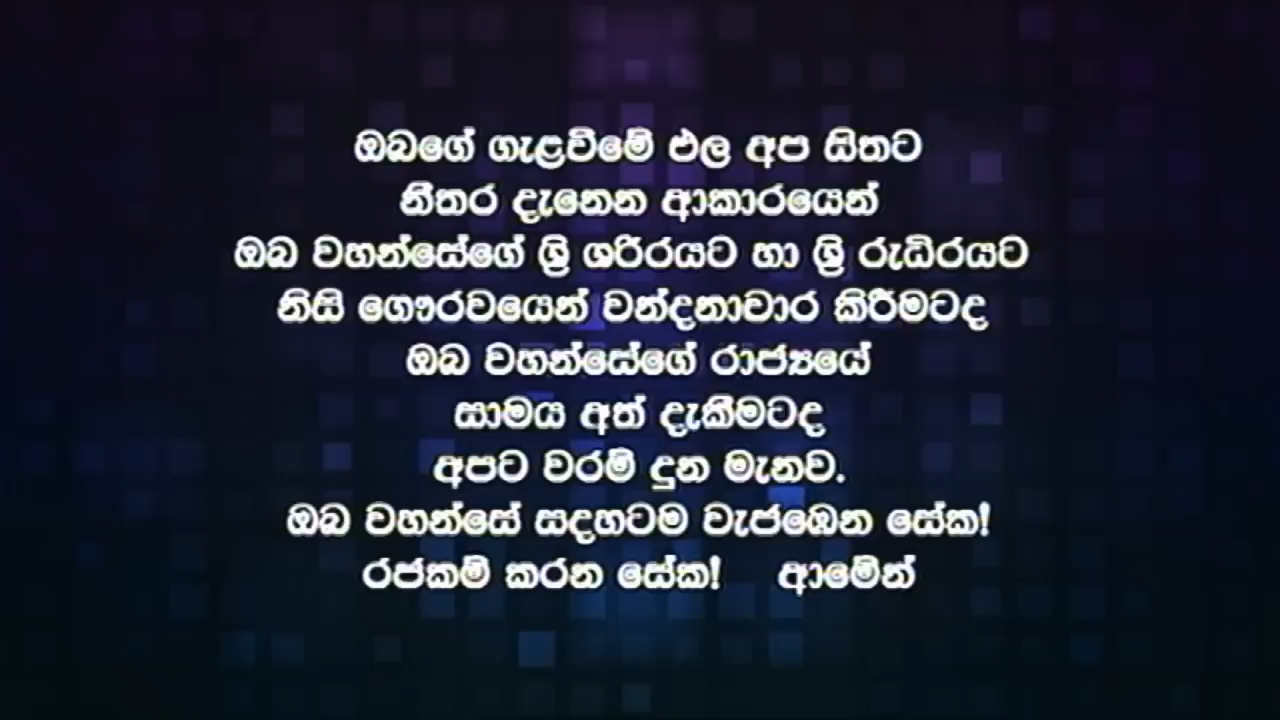 ඔබගේ ගැළවීමේ ඵල අප සිතට
නිතර දැනෙන ආකාරයෙන්
ඔබ වහන්සේගේ ශ්‍රී ශරීරයට හා ශ්‍රී රුධිරයට
නිසි ගෞරවයෙන් වන්දනාචාර කිරීමටද
ඔබ වහන්සේගේ රාජ්‍යයේ
සාමය අත් දැකීමටද
අපට වරම් දුන මැනව.
ඔබ වහන්සේ සදහටම වැජඹෙන සේක!
රජකම් කරන සේක! ආමේන්